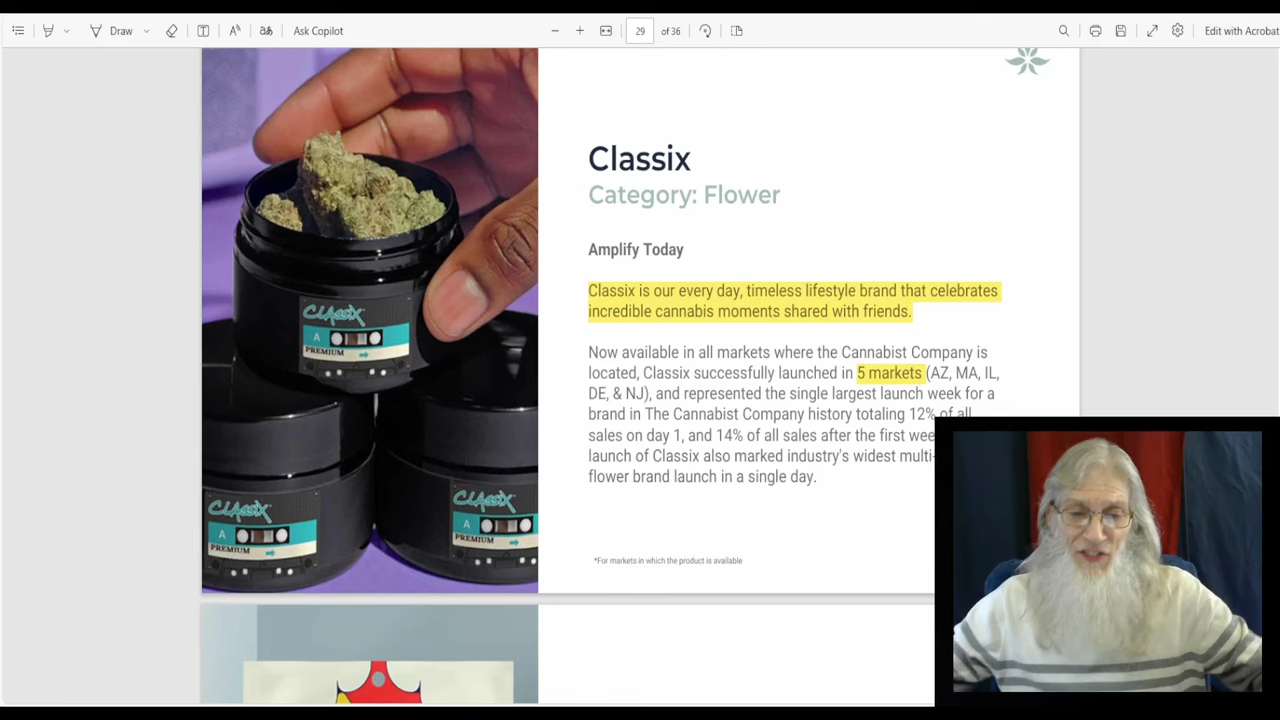 Draw
Ask Copilot
29
of 36
Edit with Acrobat
Classix
Category: Flower
Amplify Today
Classix is our every day, timeless lifestyle brand that celebrates
incredible cannabis moments shared with friends.
Now available in all markets where the Cannabist Company is
located, Classix successfully launched in 5 markets (AZ, MA, IL,
DE, & NJ), and represented the single largest launch week for a
brand in The Cannabist Company history totaling 12% of all
sales on day 1, and 14% of all sales after the first
launch of Classix also marked industry's widest multi-
flower brand launch in a single day.
*For markets in which the product is available
CLASSIX
A
PREMIUM
CLASSIX
A
PREMIUM
CLASSIX
A
PREMIUM